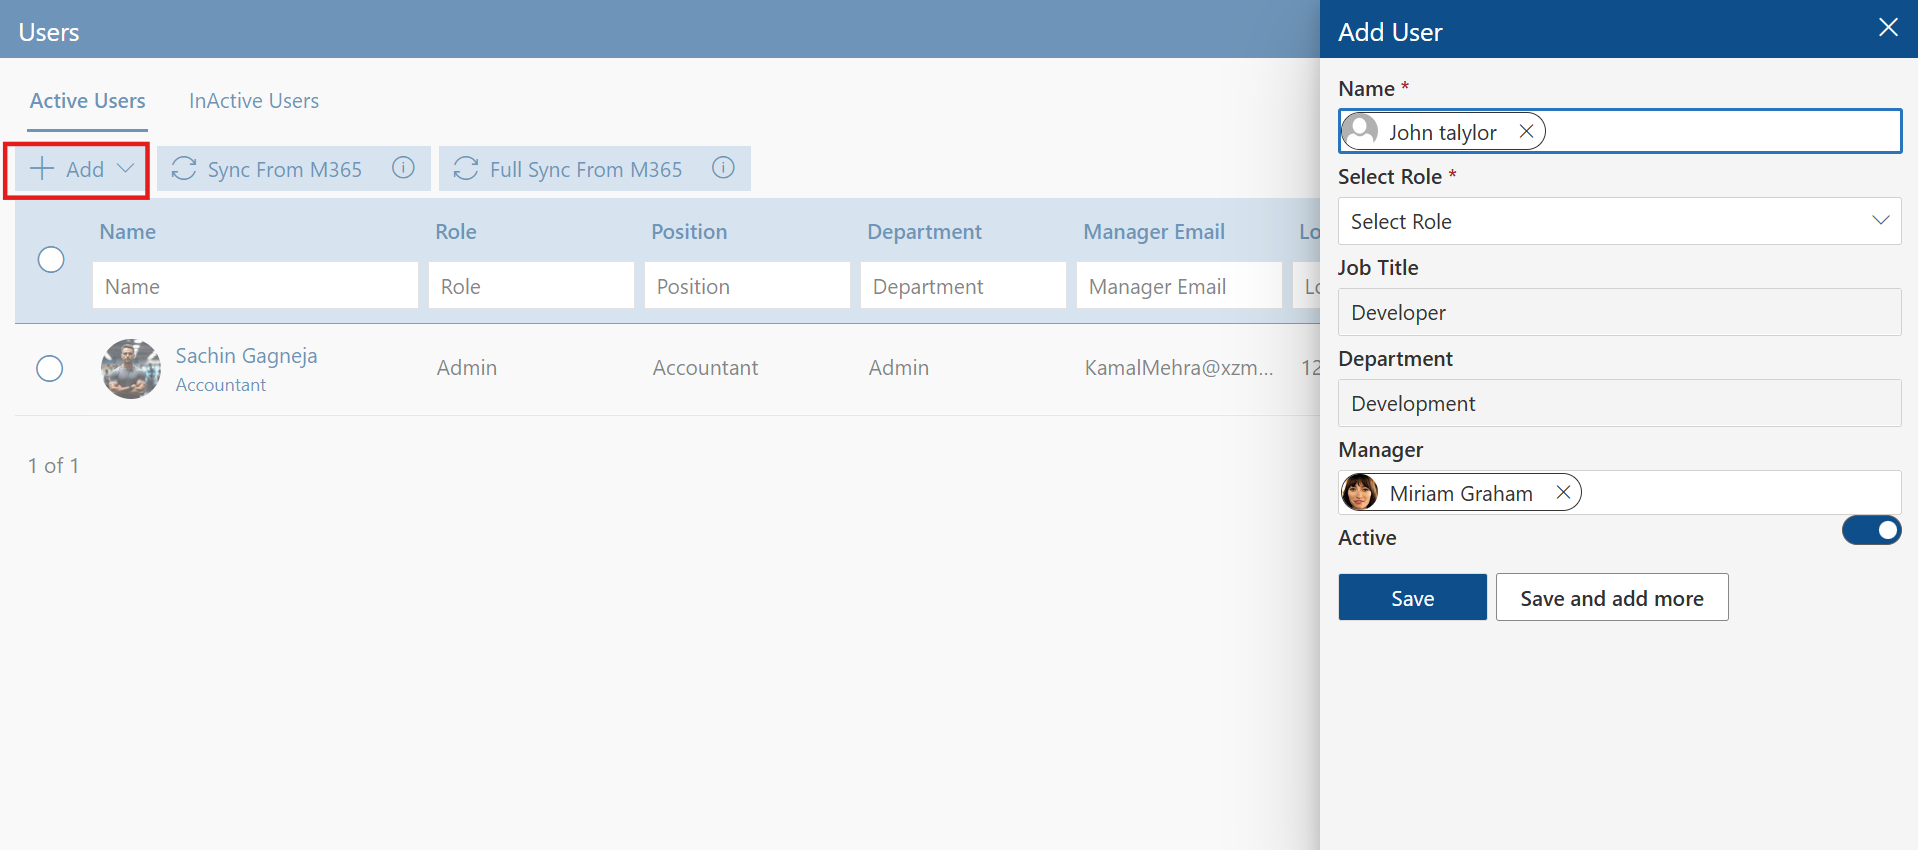 Users
Active Users InActive Users
Add Sync From M365 Full Sync From M365
Name Role Position Department Manager Email Lo
Name Role Position Department Manager Email Lo
Sachin Gagneja
Accountant
Admin Accountant Admin KamalMehra@xzm... 12
1 of 1
Add User
Name *
John talylor
Select Role *
Select Role
Job Title
Developer
Department
Development
Manager
Miriam Graham
Active
Save Save and add more